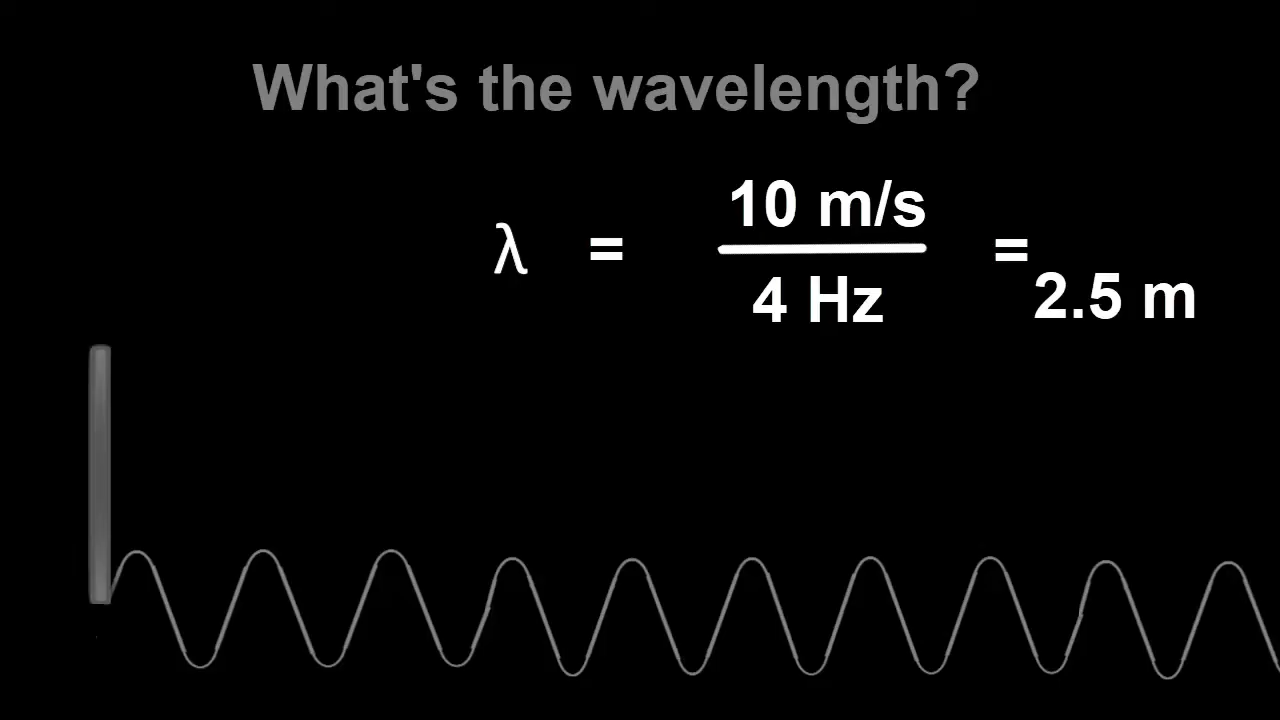 What's the wavelength?
λ = 10 m/s / 4 Hz = 2.5 m